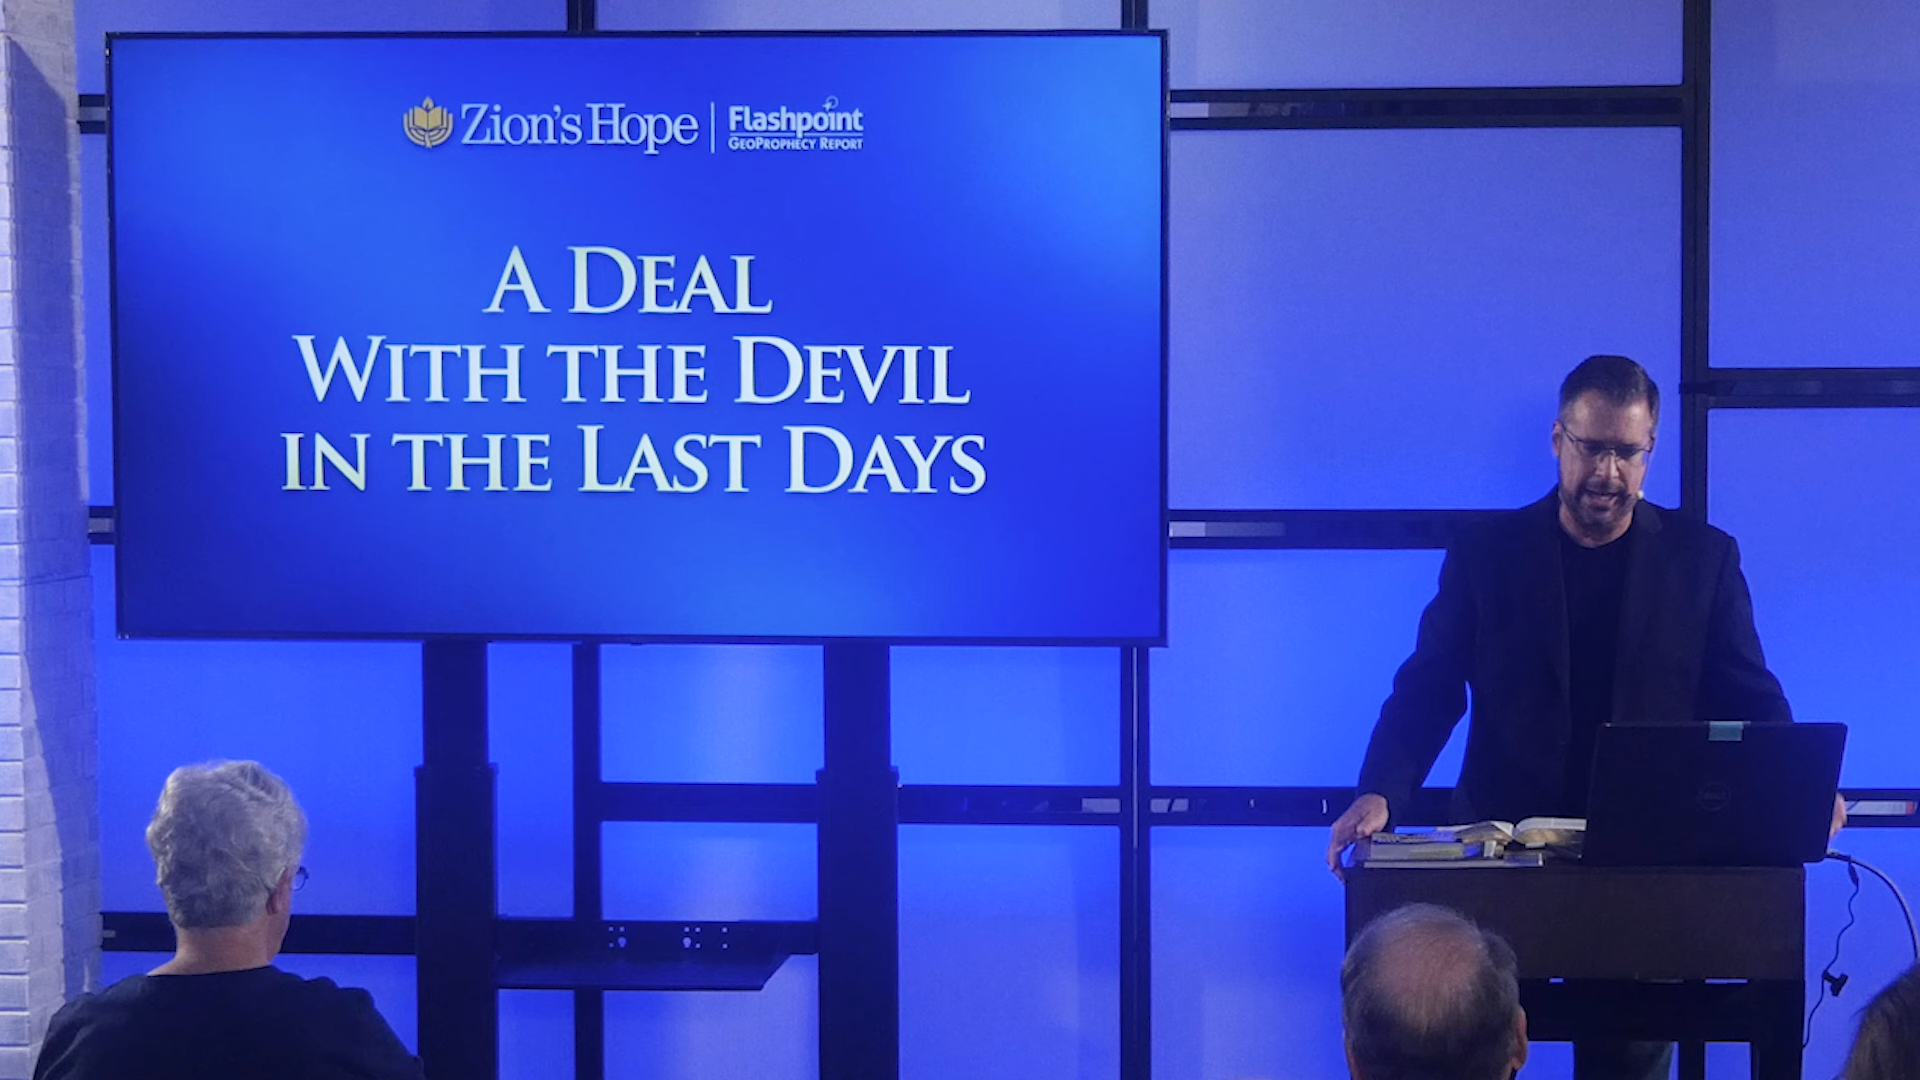 Zion's Hope
Flashpoint
GEOPROPHECY REPORT
A DEAL
WITH THE DEVIL
IN THE LAST DAYS